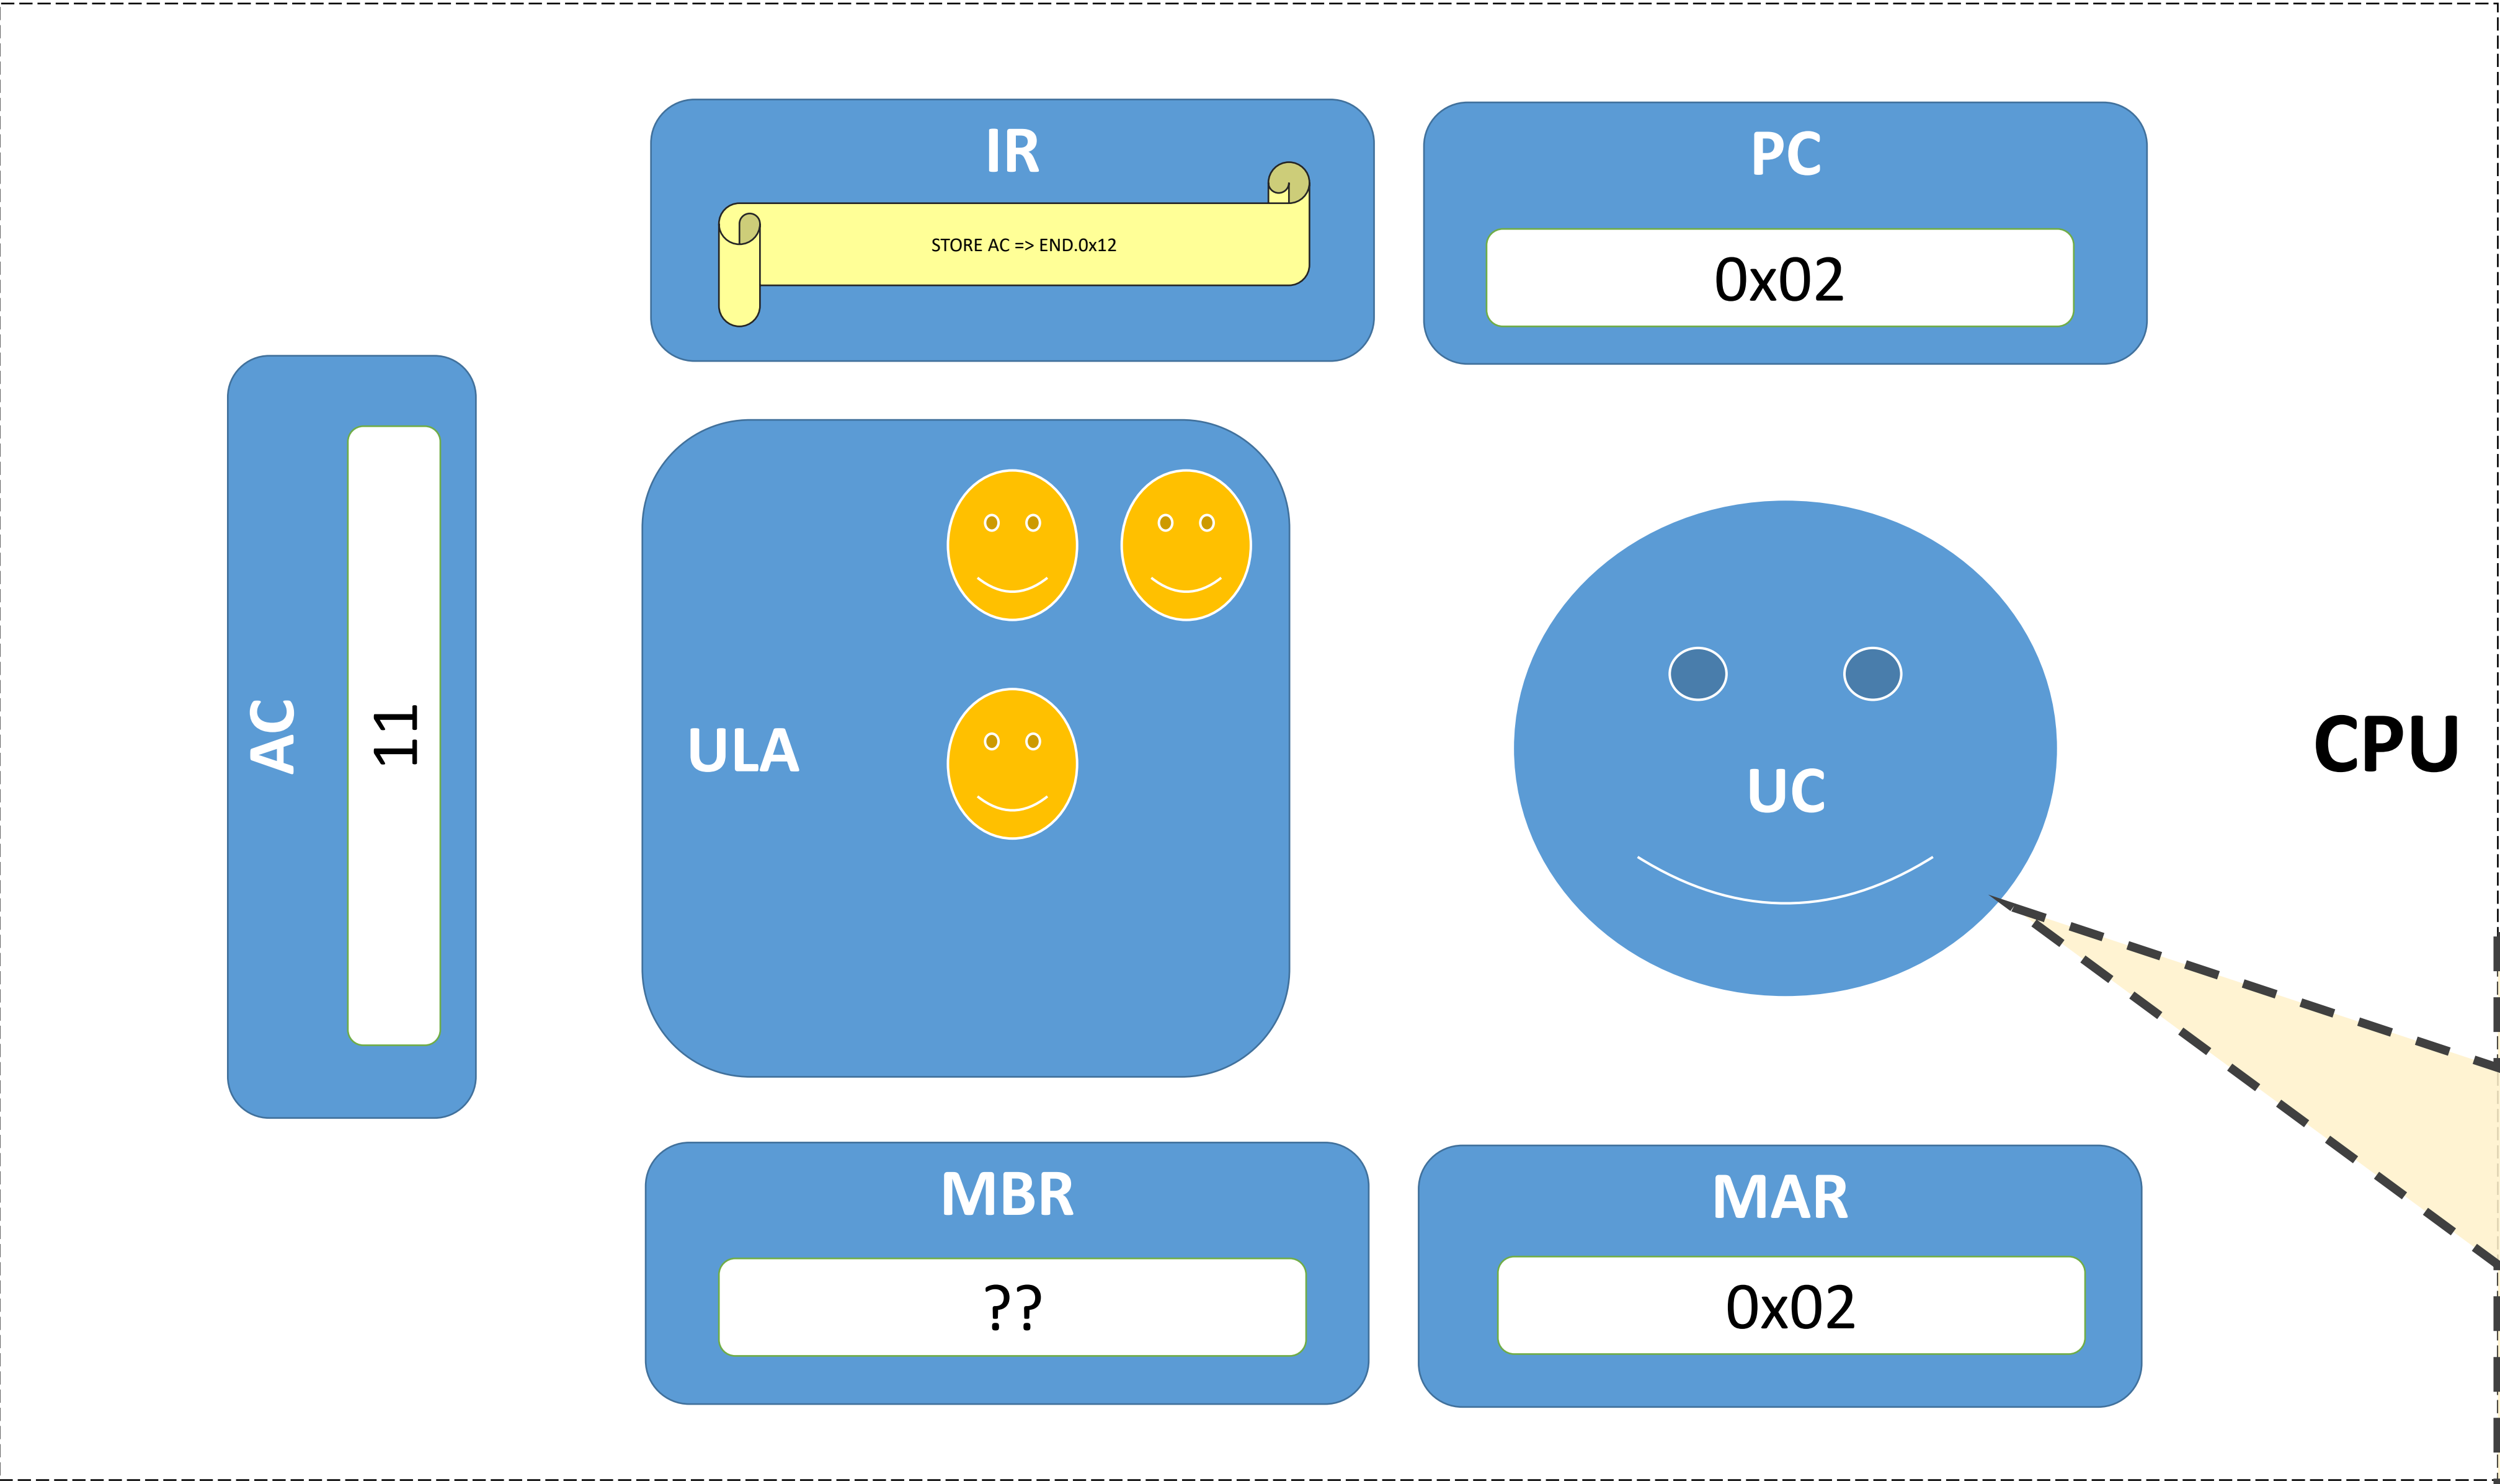 IR
STORE AC => END.0x12
PC
0x02
AC
11
ULA
UC
CPU
MBR
??
MAR
0x02